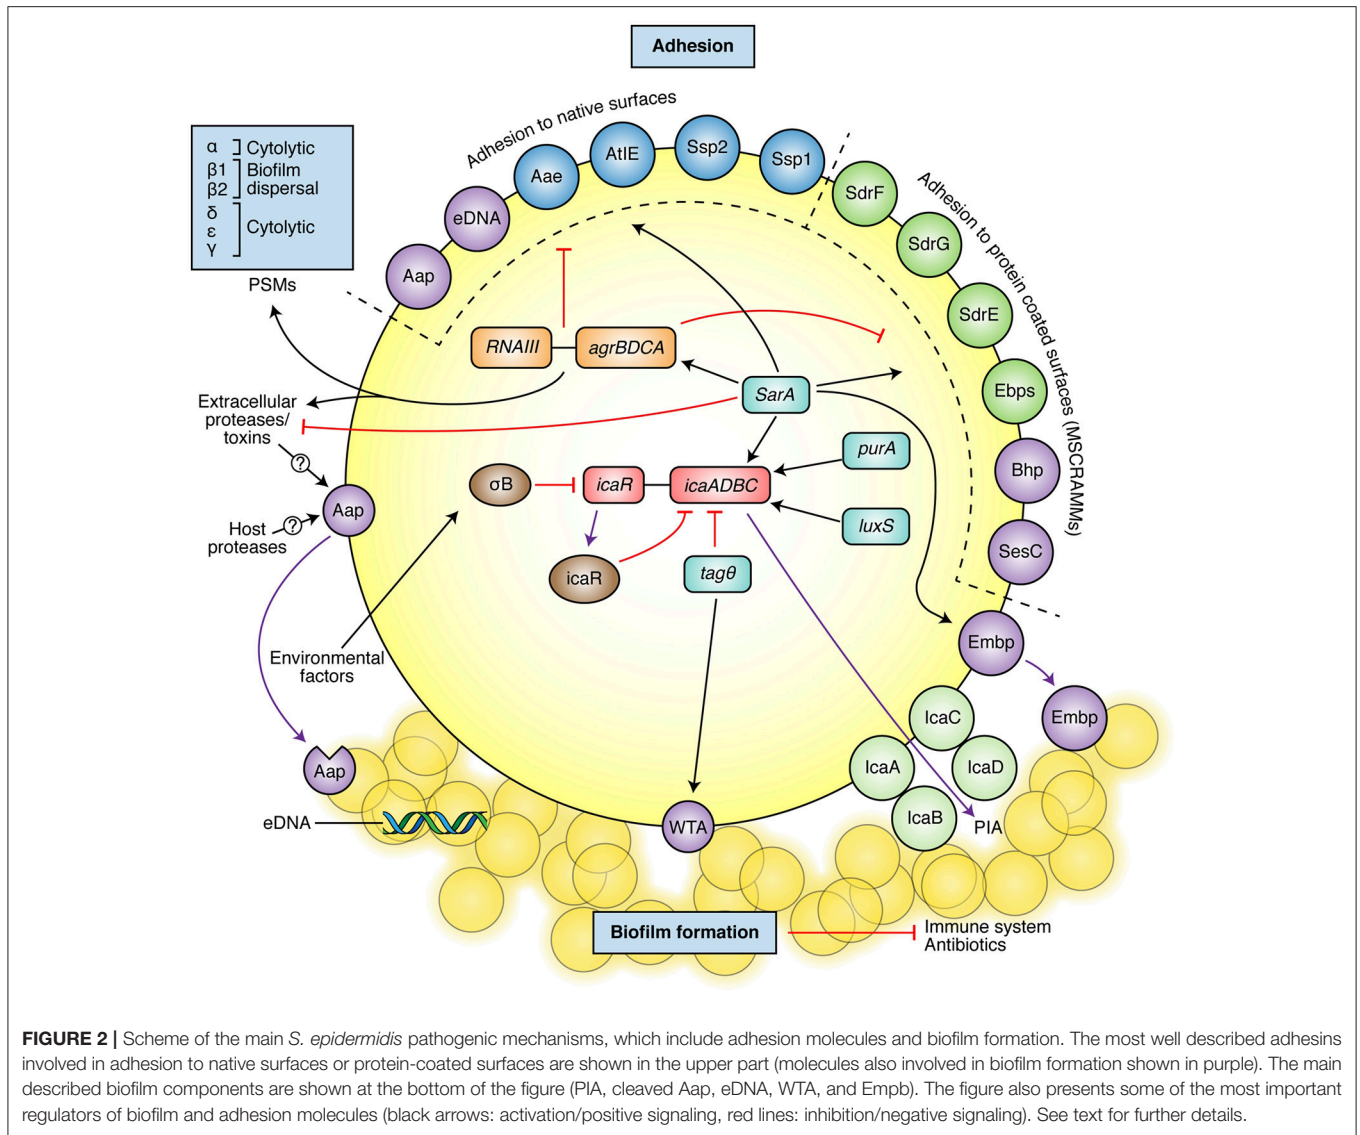 Adhesion
Adhesion to native surfaces
α
Cytolytic
β1
Biofilm
β2
dispersal
δ
ε
Cytolytic
γ
PSMs
Aap
eDNA
Aae
AtlE
Ssp2
Ssp1
SdrF
SdrG
SdrE
Ebps
Bhp
SesC
Adhesion to protein coated surfaces (MSCRAMMs)
RNAIII
agrBDCA
SarA
Extracellular
proteases/
toxins
?
Aap
Host
proteases
?
σB
icaR
icaADBC
purA
luxS
icaR
tagθ
Environmental
factors
Embp
Embp
IcaC
IcaA
IcaD
IcaB
PIA
Aap
eDNA
WTA
Biofilm formation
Immune system
Antibiotics
FIGURE 2 | Scheme of the main S. epidermidis pathogenic mechanisms, which include adhesion molecules and biofilm formation. The most well described adhesins
involved in adhesion to native surfaces or protein-coated surfaces are shown in the upper part (molecules also involved in biofilm formation shown in purple). The main
described biofilm components are shown at the bottom of the figure (PIA, cleaved Aap, eDNA, WTA, and Empb). The figure also presents some of the most important
regulators of biofilm and adhesion molecules (black arrows: activation/positive signaling, red lines: inhibition/negative signaling). See text for further details.